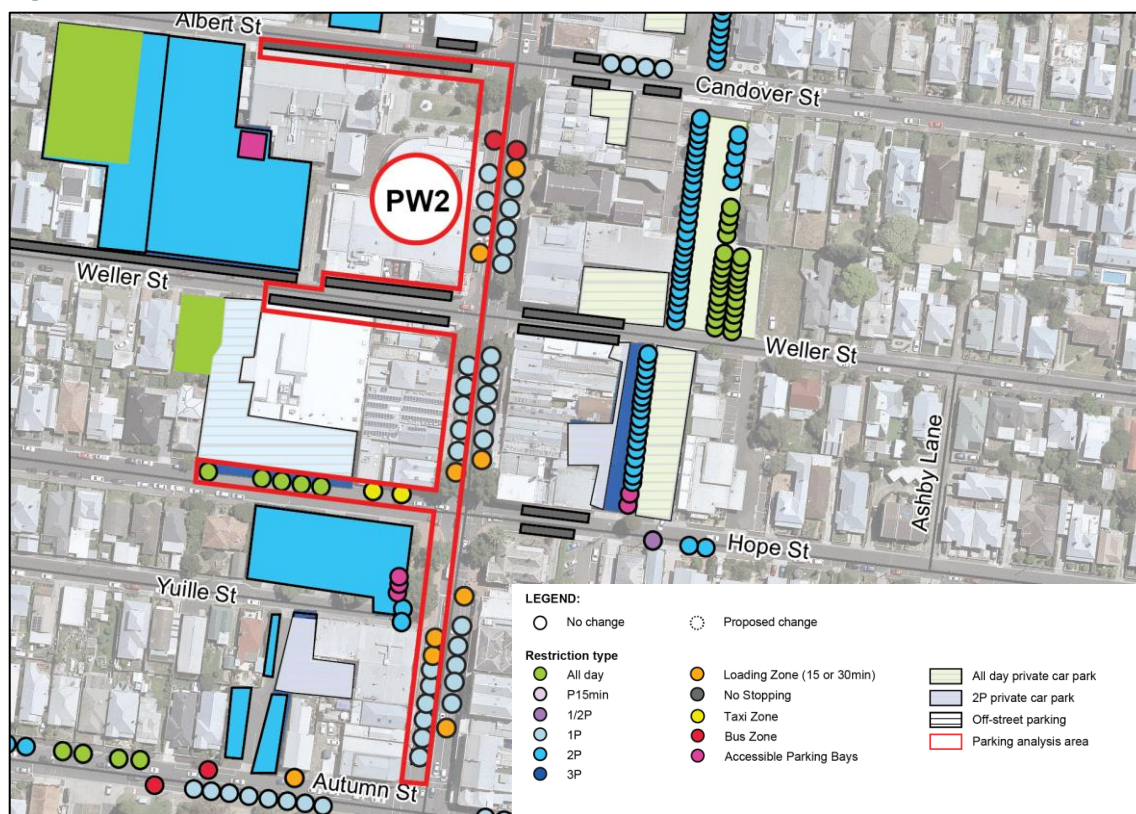 Albert St
Candover St
PW2
Weller St
Weller St
Ashby Lane
Hope St
Yuille St
Autumn St
LEGEND:
No change
Proposed change
Restriction type
All day
P15min
1/2P
1P
2P
3P
Loading Zone (15 or 30min)
No Stopping
Taxi Zone
Bus Zone
Accessible Parking Bays
All day private car park
2P private car park
Off-street parking
Parking analysis area